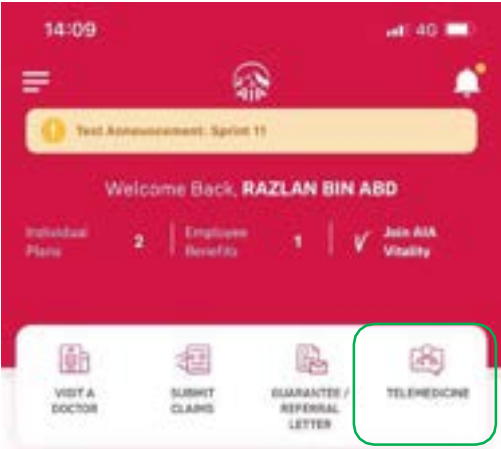 14:09
4G
AIA
Test Announcement: Sprint 11
Welcome Back, RAZLAN BIN ABD
Individual Plans 2
Employee Benefits 1
Join AIA Vitality
VISIT A DOCTOR
SUBMIT CLAIMS
GUARANTEE / REFERRAL LETTER
TELEMEDICINE